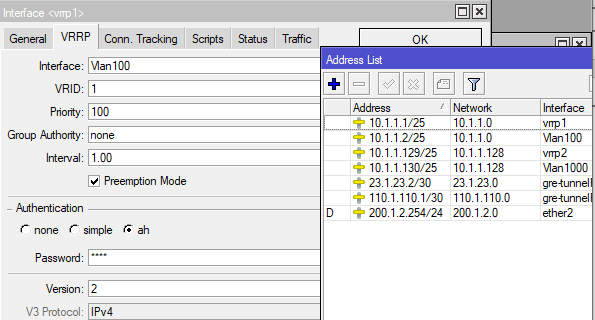 Interface <vrrp1>
General VRRP Conn. Tracking Scripts Status Traffic
OK
Interface: Vlan100
VRID: 1
Priority: 100
Group Authority: none
Interval: 1.00
Preemption Mode
Authentication
none simple ah
Password: ****
Version: 2
V3 Protocol: IPv4
Address List
Address Network Interface
10.1.1.1/25 10.1.1.0 vrrp1
10.1.1.2/25 10.1.1.0 Vlan100
10.1.1.129/25 10.1.1.128 vrrp2
10.1.1.130/25 10.1.1.128 Vlan1000
23.1.23.2/30 23.1.23.0 gre-tunnell
110.1.110.1/30 110.1.110.0 gre-tunnell
D 200.1.2.254/24 200.1.2.0 ether2